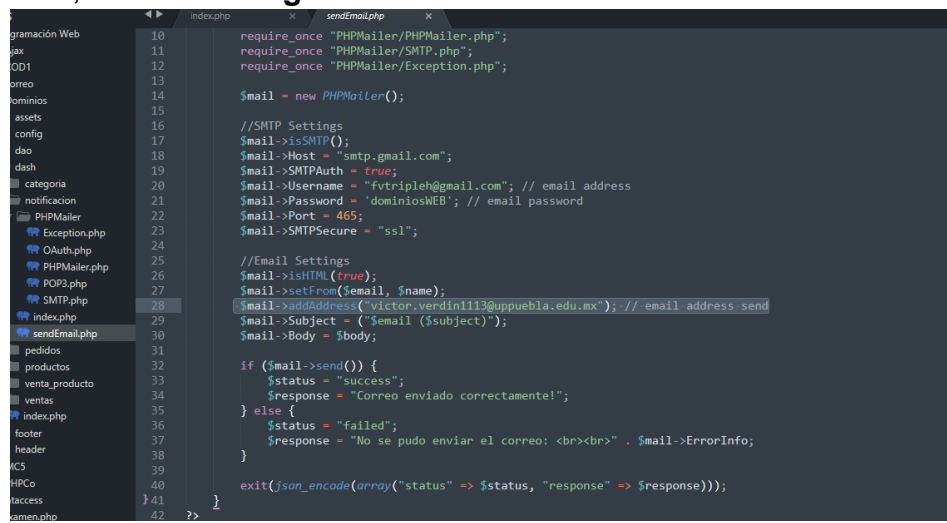 index.php × sendEmail.php ×
gramación Web
ajax
COD1
orreo
Dominios
assets
config
dao
dash
categoria
notificacion
PHPMailer
Exception.php
OAuth.php
PHPMailer.php
POP3.php
SMTP.php
index.php
sendEmail.php
pedidos
productos
venta_producto
ventas
index.php
footer
header
MC5
HPCo
taccess
xamen.php
10 require_once "PHPMailer/PHPMailer.php";
11 require_once "PHPMailer/SMTP.php";
12 require_once "PHPMailer/Exception.php";
13
14 $mail = new PHPMailer();
15
16 //SMTP Settings
17 $mail->isSMTP();
18 $mail->Host = "smtp.gmail.com";
19 $mail->SMTPAuth = true;
20 $mail->Username = "fvtripleh@gmail.com"; // email address
21 $mail->Password = 'dominiosWEB'; // email password
22 $mail->Port = 465;
23 $mail->SMTPSecure = "ssl";
24
25 //Email Settings
26 $mail->isHTML(true);
27 $mail->setFrom($email, $name);
28 $mail->addAddress("victor.verdin1113@uppuebla.edu.mx"); // email address send
29 $mail->Subject = ("$email ($subject)");
30 $mail->Body = $body;
31
32 if ($mail->send()) {
33 $status = "success";
34 $response = "Correo enviado correctamente!";
35 } else {
36 $status = "failed";
37 $response = "No se pudo enviar el correo: <br><br>" . $mail->ErrorInfo;
38 }
39
40 exit(json_encode(array("status" => $status, "response" => $response)));
41 }
42 ?>